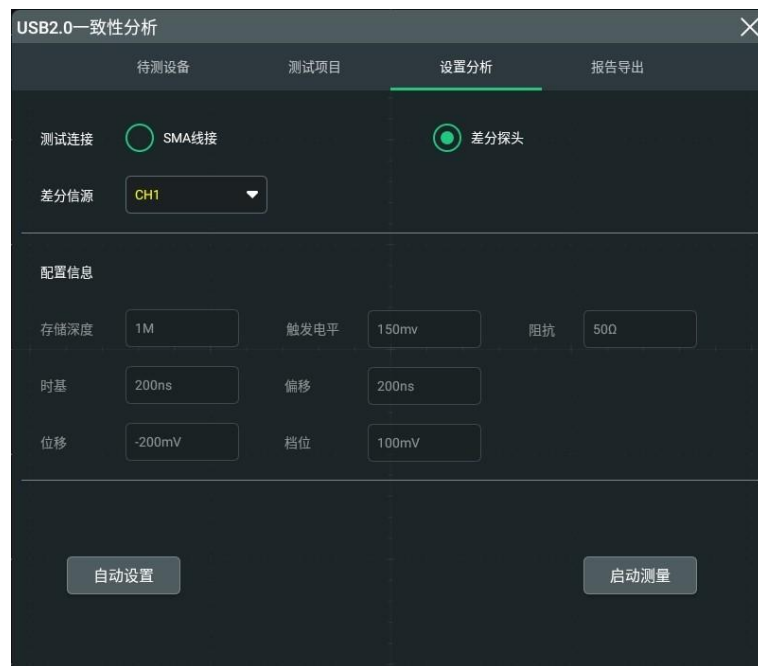 USB2.0一致性分析
待测设备 测试项目 设置分析 报告导出
测试连接 SMA线接 差分探头
差分信源 CH1
配置信息
存储深度 1M 触发电平 150mv 阻抗 50Ω
时基 200ns 偏移 200ns
位移 -200mV 档位 100mV
自动设置 启动测量